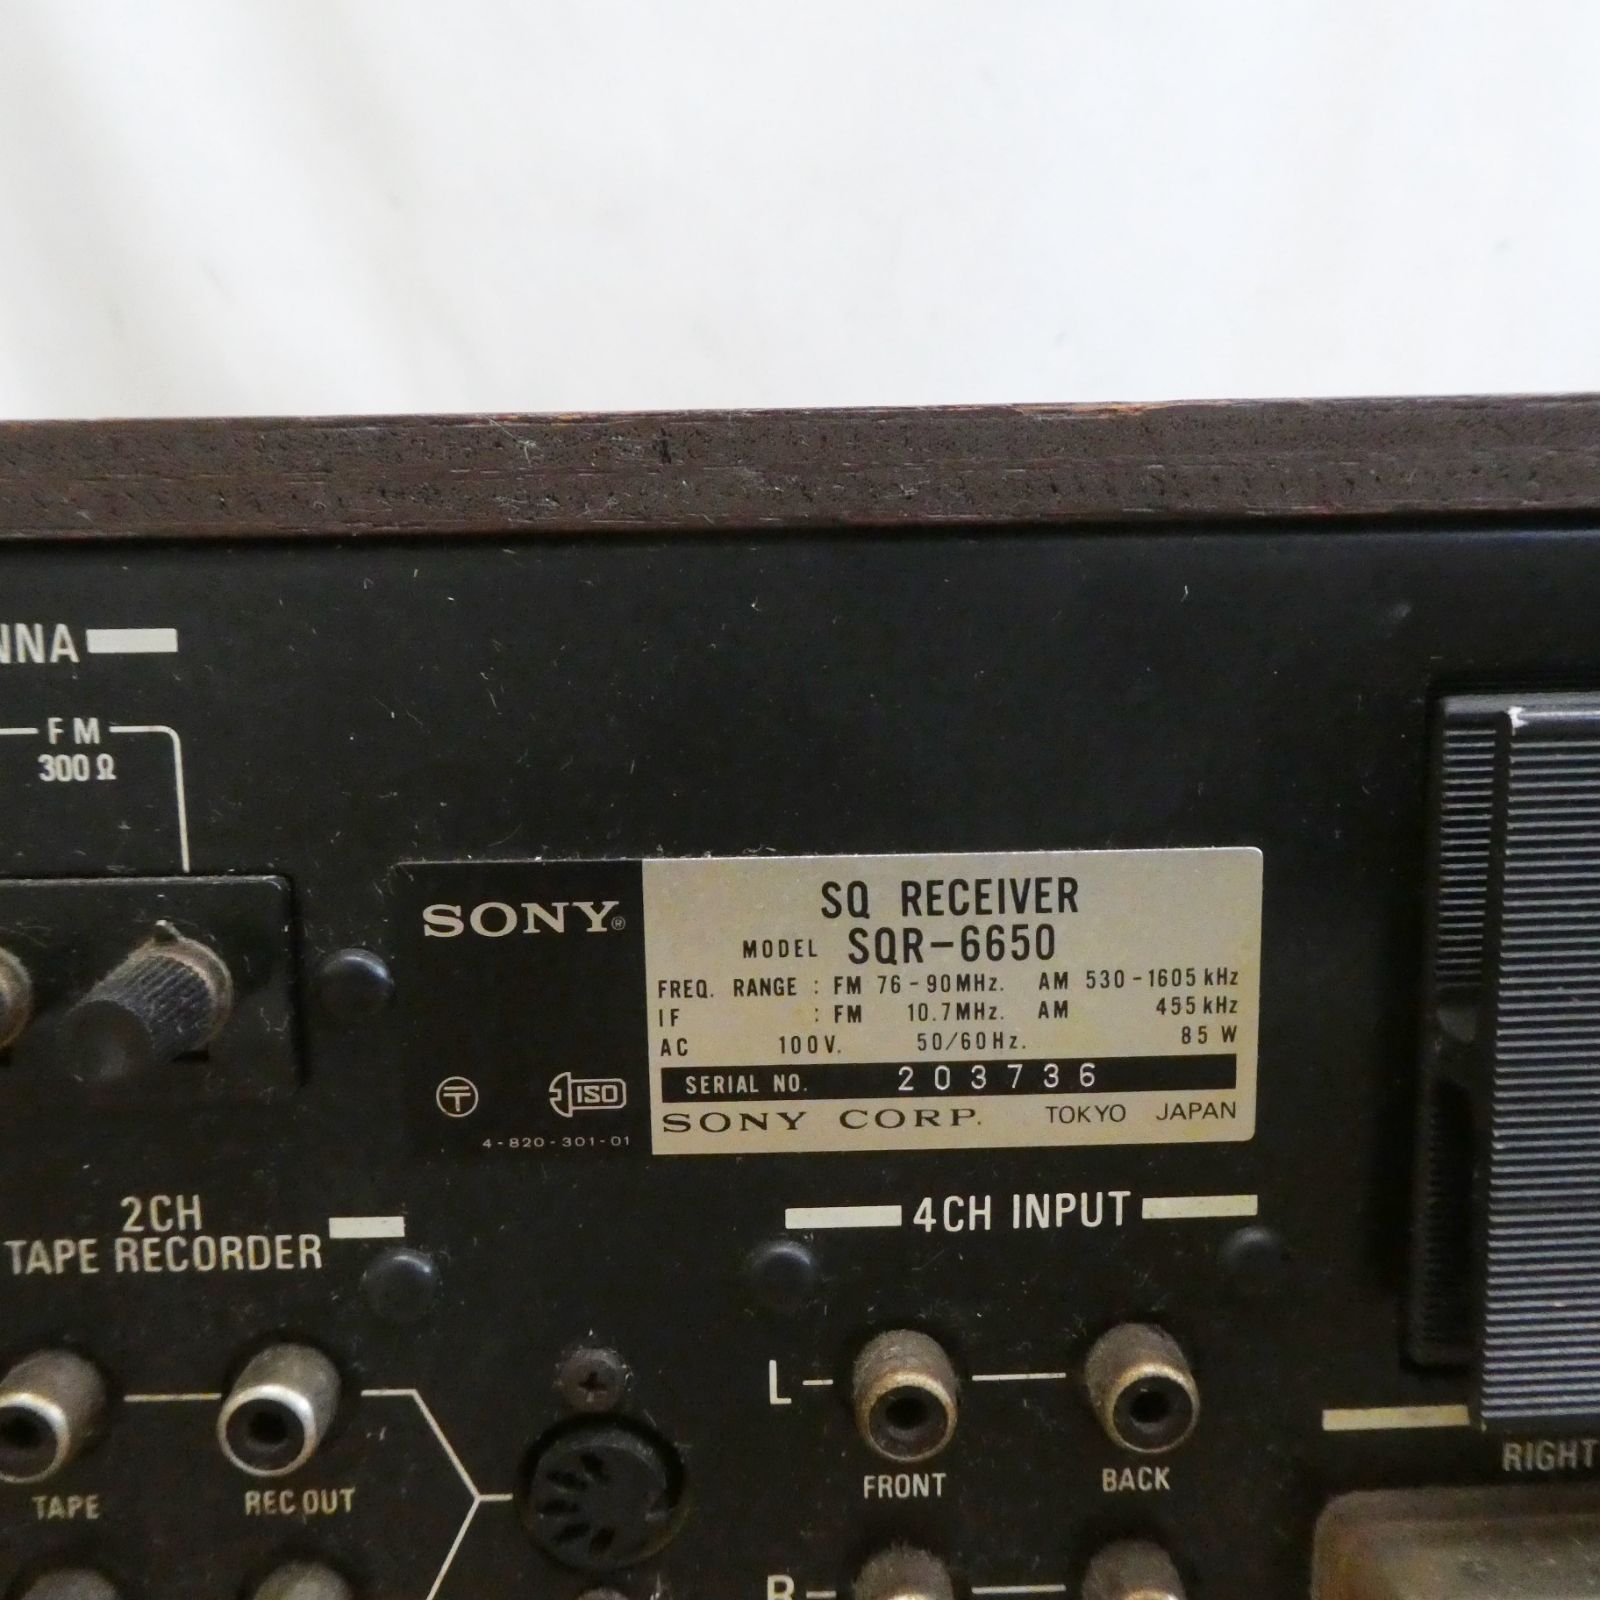 NNA
FM
300Ω
SONY®
SQ RECEIVER
MODEL SQR-6650
FREQ. RANGE : FM 76-90MHz. AM 530-1605kHz
IF : FM 10.7MHz. AM 455kHz
AC 100V. 50/60Hz. 85W
SERIAL NO. 203736
SONY CORP. TOKYO JAPAN
ISO
4-820-301-01
2CH
TAPE RECORDER
4CH INPUT
L
FRONT BACK
TAPE REC OUT
RIGHT
R